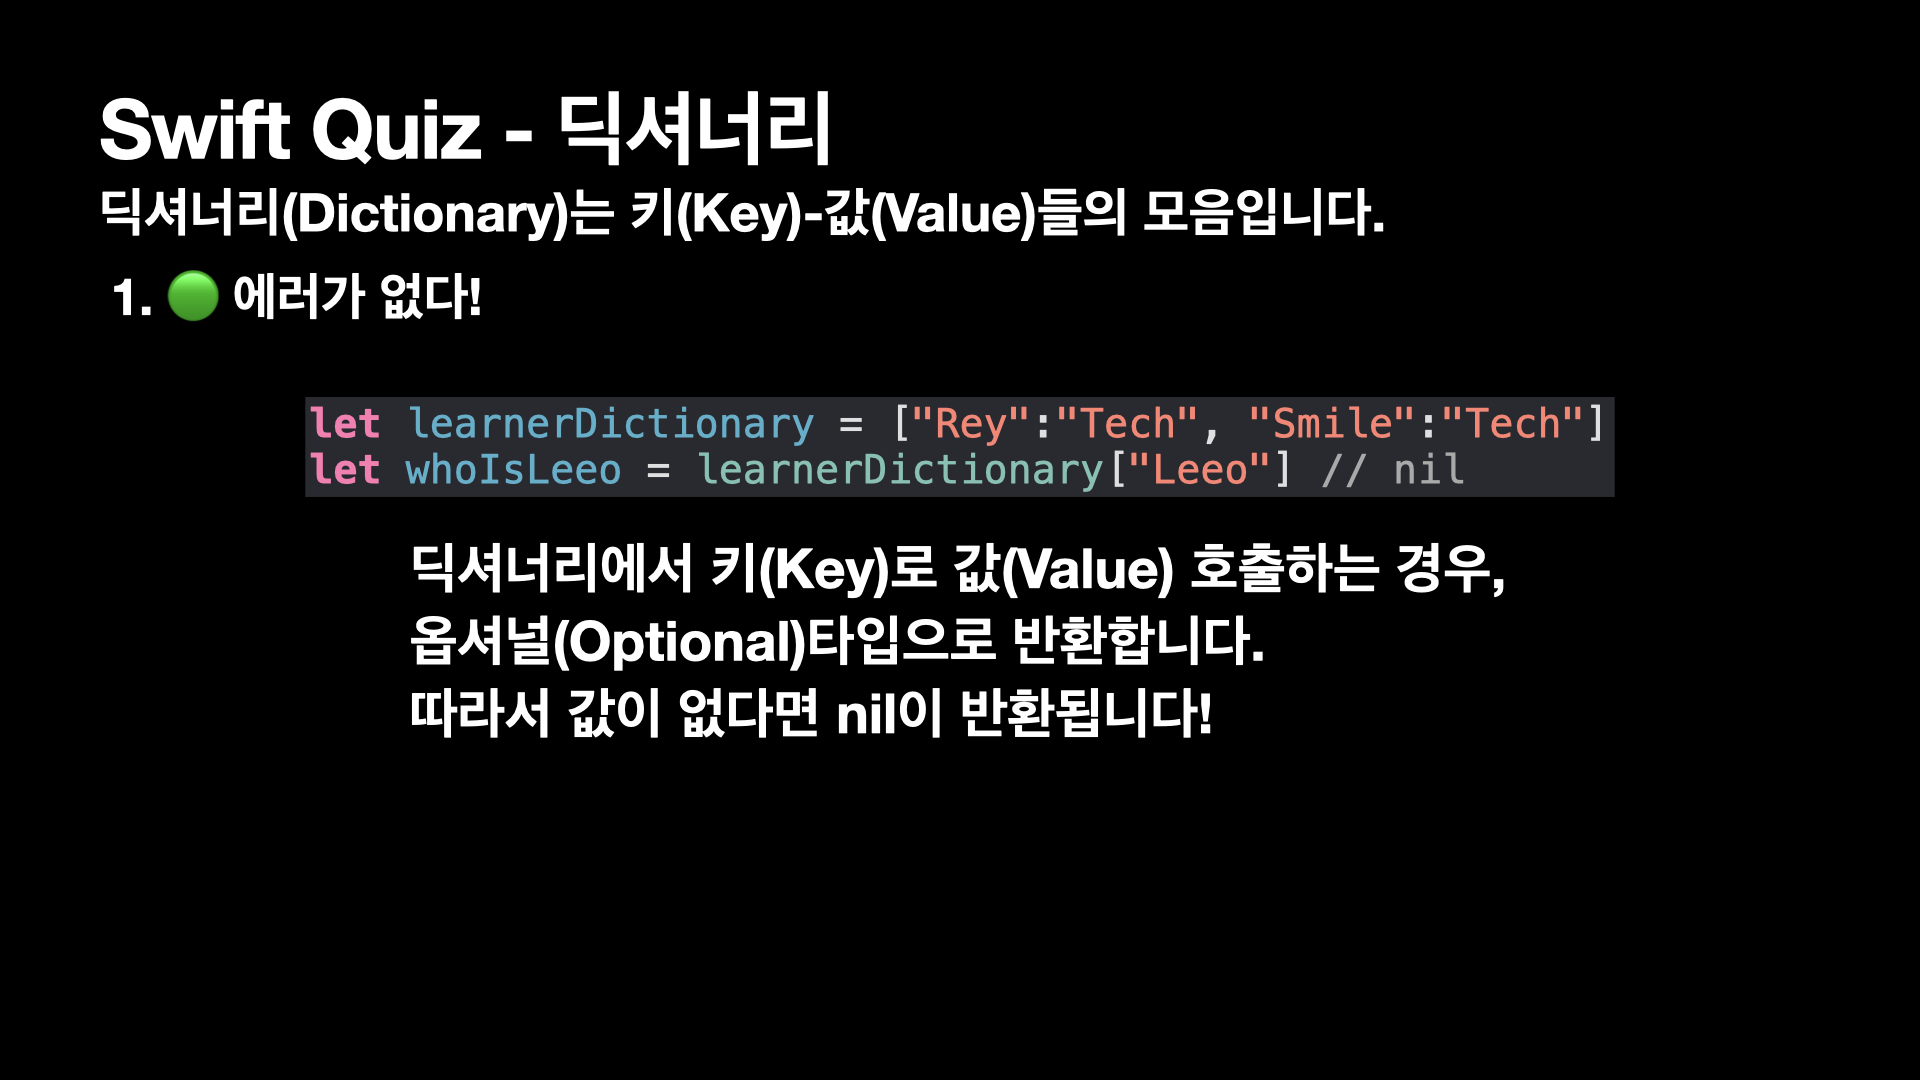 Swift Quiz - 딕셔너리
딕셔너리(Dictionary)는 키(Key)-값(Value)들의 모음입니다.
1. 🟢 에러가 없다!
let learnerDictionary = ["Rey":"Tech", "Smile":"Tech"]
let whoIsLeeo = learnerDictionary["Leeo"] // nil
딕셔너리에서 키(Key)로 값(Value) 호출하는 경우,
옵셔널(Optional)타입으로 반환합니다.
따라서 값이 없다면 nil이 반환됩니다!